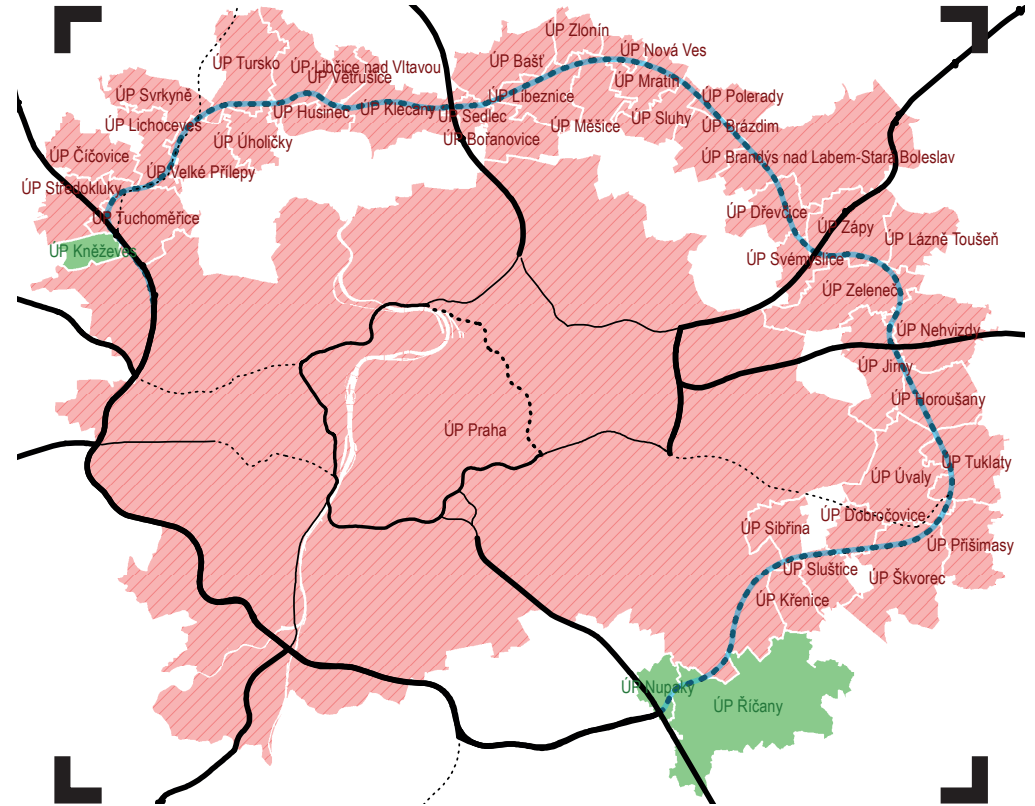 ÚP Zlonín
ÚP Nová Ves
ÚP Tursko
ÚP Bašť
ÚP Libčice nad Vltavou
ÚP Větrušice
ÚP Mratín
ÚP Svrkyně
ÚP Líbeznice
ÚP Polerady
ÚP Husinec
ÚP Klecany
ÚP Sedlec
ÚP Sluhy
ÚP Lichoceves
ÚP Měšice
ÚP Brázdim
ÚP Úholičky
ÚP Bořanovice
ÚP Číčovice
ÚP Brandýs nad Labem-Stará Boleslav
ÚP Velké Přílepy
ÚP Středokluky
ÚP Tuchoměřice
ÚP Dřevčice
ÚP Zápy
ÚP Lázně Toušeň
ÚP Kněževes
ÚP Svémyslice
ÚP Zeleneč
ÚP Nehvizdy
ÚP Jirny
ÚP Horoušany
ÚP Praha
ÚP Tuklaty
ÚP Úvaly
ÚP Dobročovice
ÚP Sibřina
ÚP Přišimasy
ÚP Sluštice
ÚP Škvorec
ÚP Křenice
ÚP Nupaky
ÚP Říčany